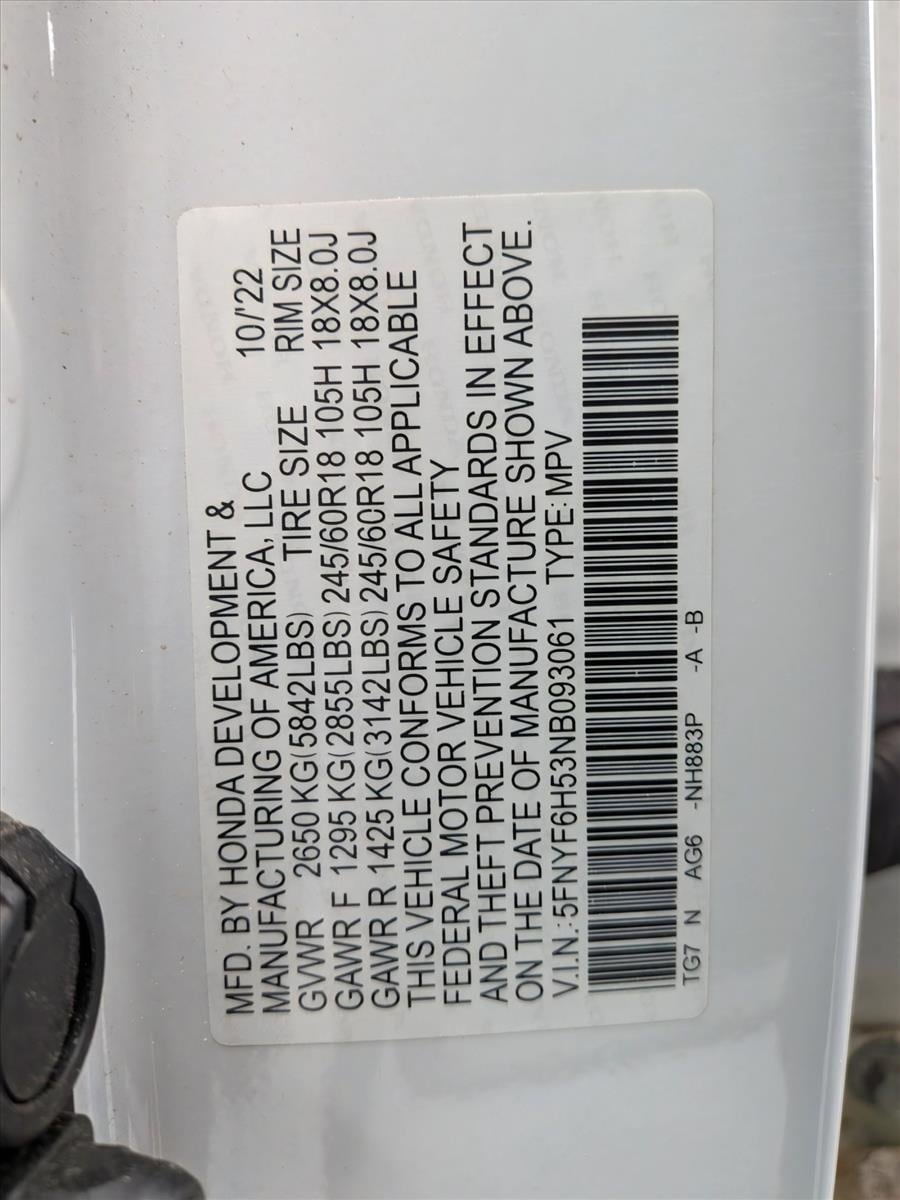 MFD. BY HONDA DEVELOPMENT &
MANUFACTURING OF AMERICA, LLC 10/'22
GVWR 2650 KG(5842LBS) TIRE SIZE RIM SIZE
GAWR F 1295 KG(2855LBS) 245/60R18 105H 18X8.0J
GAWR R 1425 KG(3142LBS) 245/60R18 105H 18X8.0J
THIS VEHICLE CONFORMS TO ALL APPLICABLE
FEDERAL MOTOR VEHICLE SAFETY
AND THEFT PREVENTION STANDARDS IN EFFECT
ON THE DATE OF MANUFACTURE SHOWN ABOVE.
V.I.N.: 5FNYF6H53NB093061 TYPE: MPV
TG7 N AG6 -NH883P -A -B